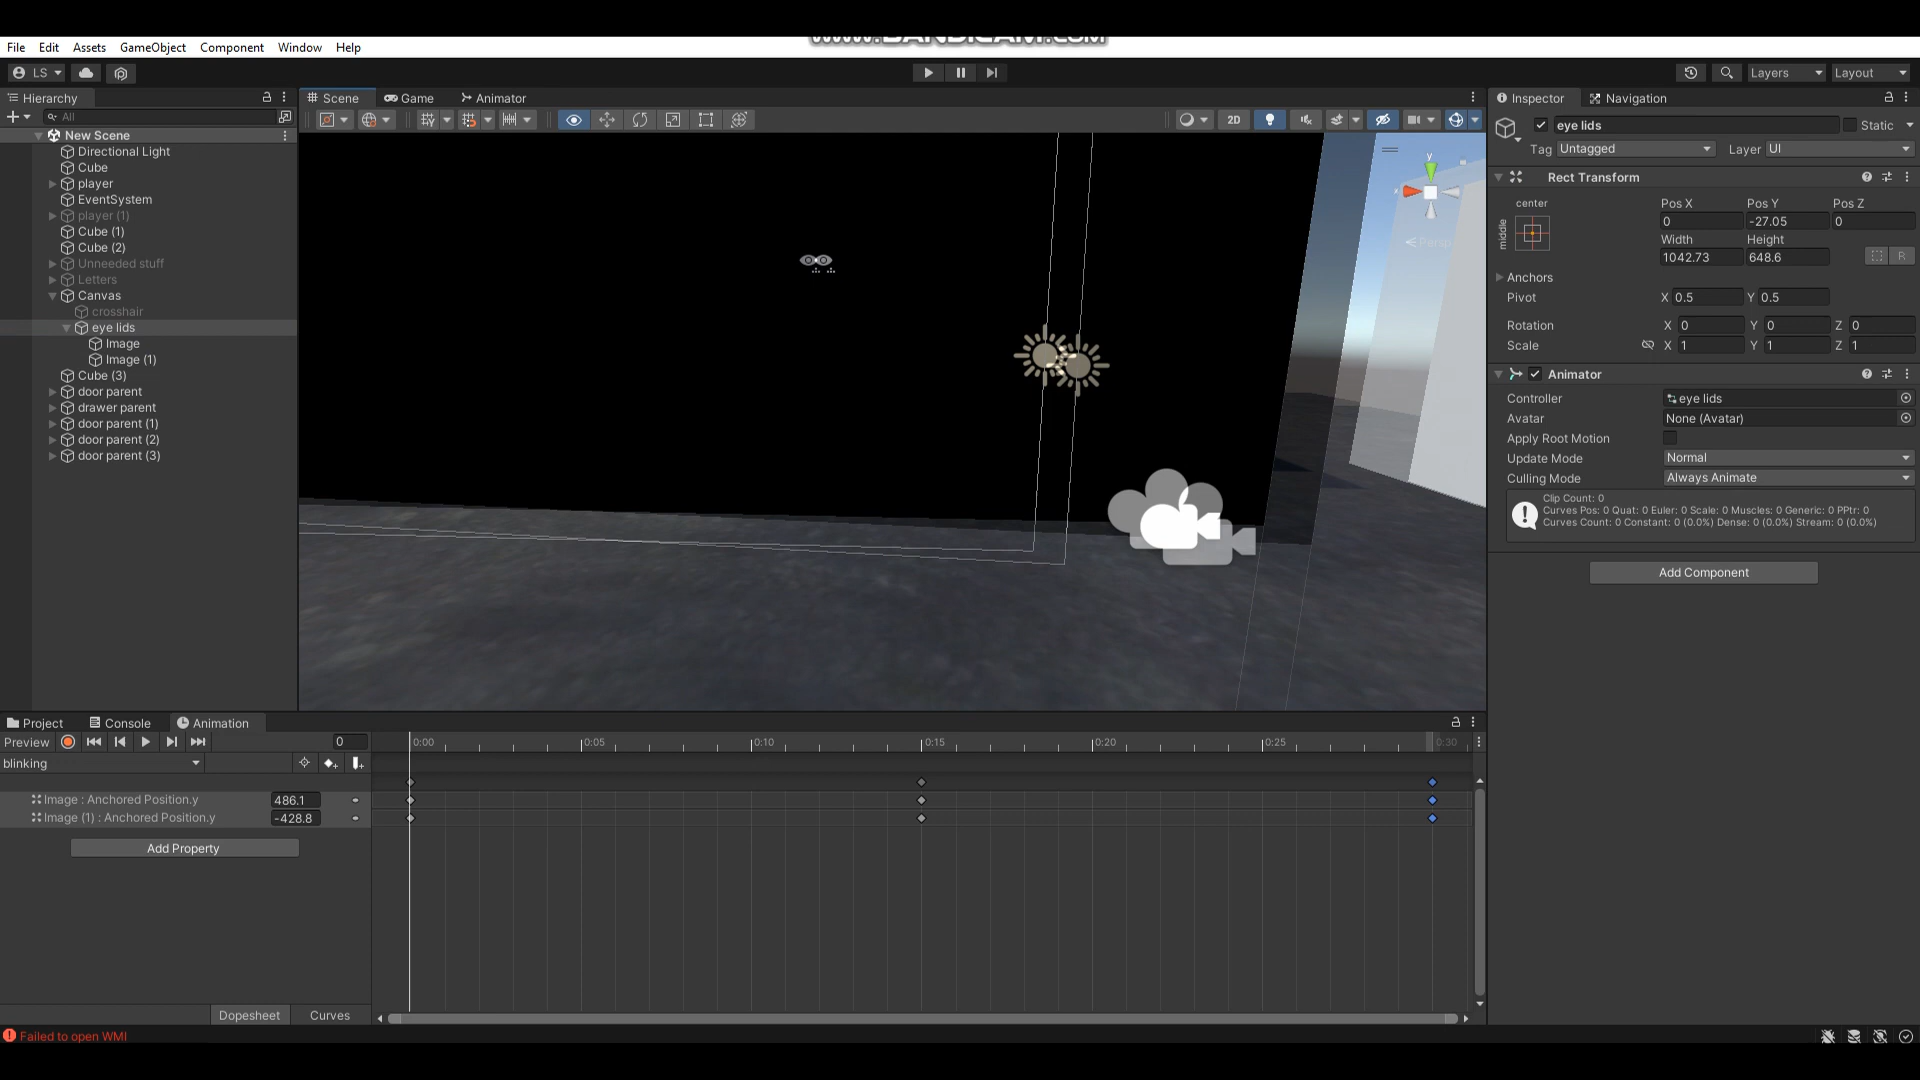 www.BANDICAM.com
File Edit Assets GameObject Component Window Help
LS Layers Layout
Hierarchy
All
New Scene
Directional Light
Cube
player
EventSystem
player (1)
Cube (1)
Cube (2)
Unneeded stuff
Letters
Canvas
crosshair
eye lids
Image
Image (1)
Cube (3)
door parent
drawer parent
door parent (1)
door parent (2)
door parent (3)
Scene Game Animator
2D
y
x
Persp
Inspector Navigation
eye lids Static
Tag Untagged Layer UI
Rect Transform
center
middle
Pos X Pos Y Pos Z
0 -27.05 0
Width Height
1042.73 648.6
R
Anchors
Pivot X 0.5 Y 0.5
Rotation X 0 Y 0 Z 0
Scale X 1 Y 1 Z 1
Animator
Controller eye lids
Avatar None (Avatar)
Apply Root Motion
Update Mode Normal
Culling Mode Always Animate
Clip Count: 0
Curves Pos: 0 Quat: 0 Euler: 0 Scale: 0 Muscles: 0 Generic: 0 PPtr: 0
Curves Count: 0 Constant: 0 (0.0%) Dense: 0 (0.0%) Stream: 0 (0.0%)
Add Component
Project Console Animation
Preview 0 0:00 0:05 0:10 0:15 0:20 0:25 0:30
blinking
Image : Anchored Position.y 486.1
Image (1) : Anchored Position.y -428.8
Add Property
Dopesheet Curves
Failed to open WMI